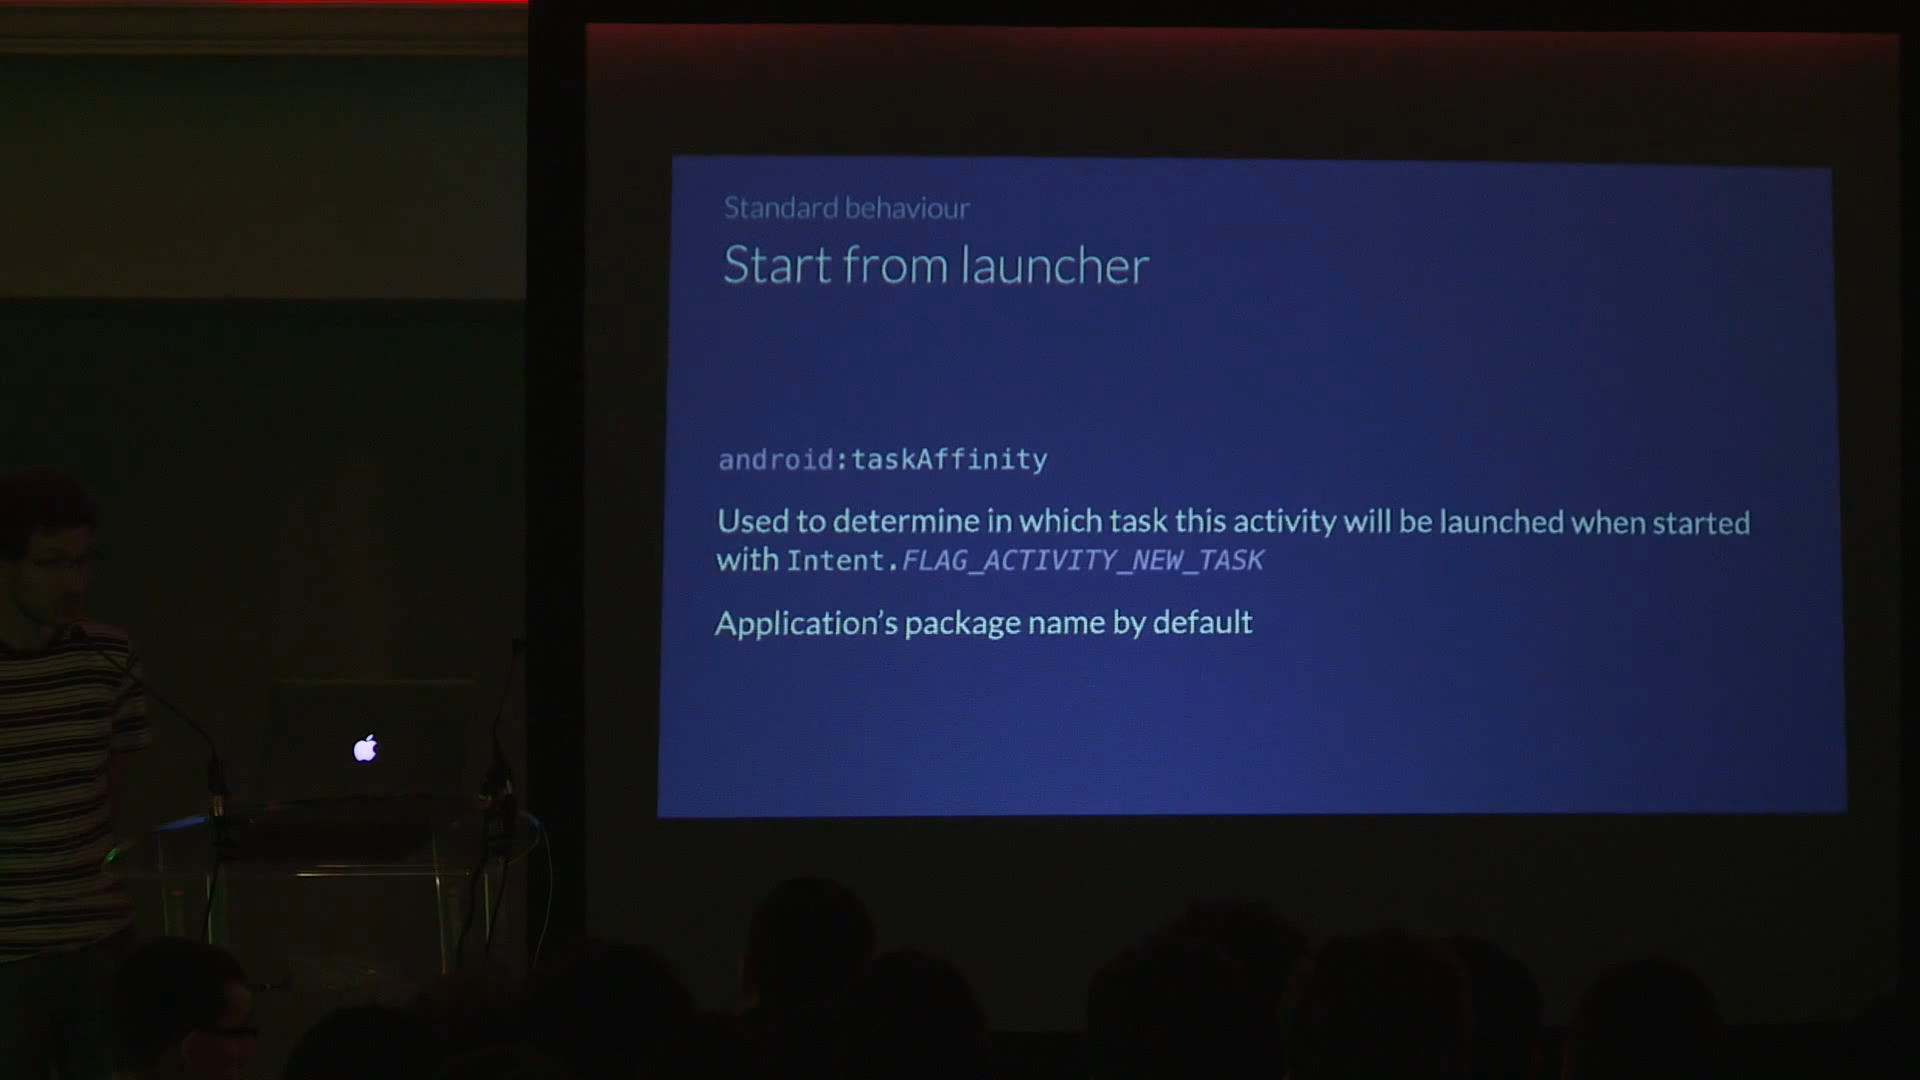 Standard behaviour
Start from launcher
android:taskAffinity
Used to determine in which task this activity will be launched when started
with Intent.FLAG_ACTIVITY_NEW_TASK
Application’s package name by default